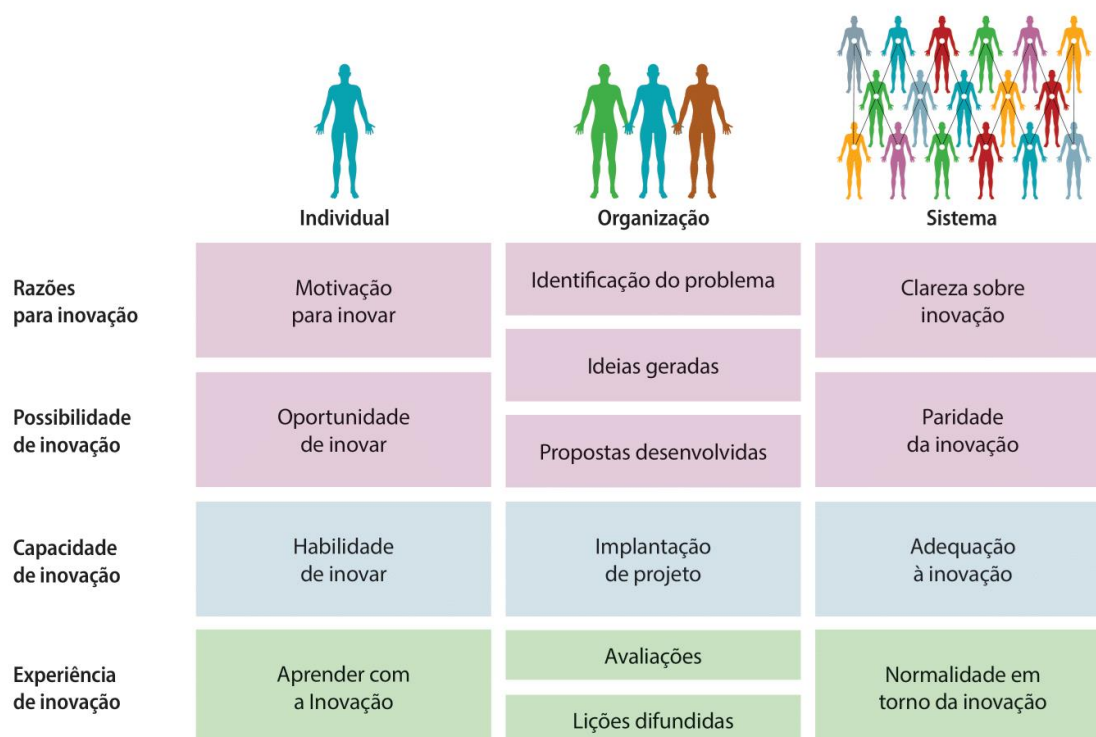 Individual
Organização
Sistema
Razões
para inovação
Motivação
para inovar
Identificação do problema
Ideias geradas
Clareza sobre
inovação
Possibilidade
de inovação
Oportunidade
de inovar
Propostas desenvolvidas
Paridade
da inovação
Capacidade
de inovação
Habilidade
de inovar
Implantação
de projeto
Adequação
à inovação
Experiência
de inovação
Aprender com
a Inovação
Avaliações
Lições difundidas
Normalidade em
torno da inovação